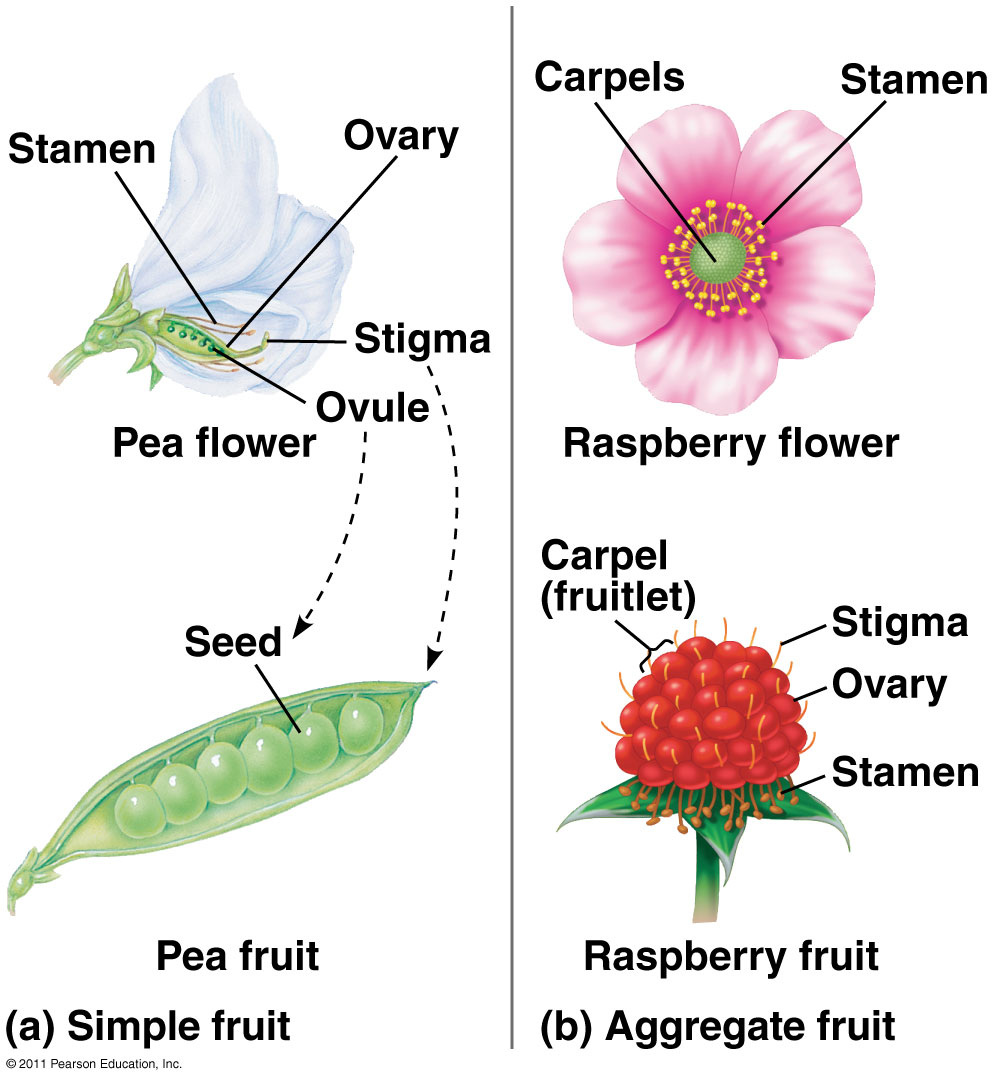 Stamen
Ovary
Stigma
Ovule
Pea flower
Seed
Pea fruit
(a) Simple fruit
Carpels
Stamen
Raspberry flower
Carpel
(fruitlet)
Stigma
Ovary
Stamen
Raspberry fruit
(b) Aggregate fruit
© 2011 Pearson Education, Inc.